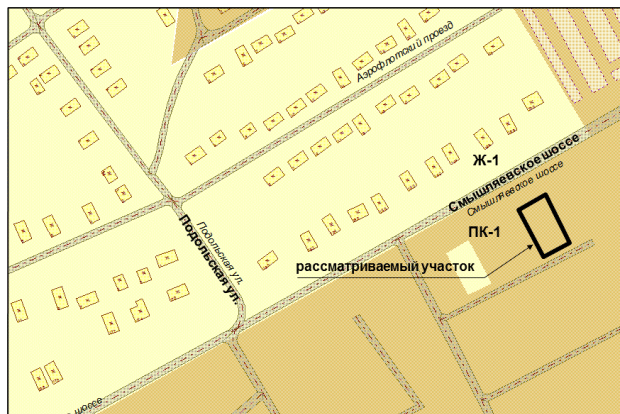 Аэрофлотский проезд
Ж-1
Смышляевское шоссе
Смышляевское шоссе
ПК-1
Подольская ул.
Подольская ул.
рассматриваемый участок
шоссе